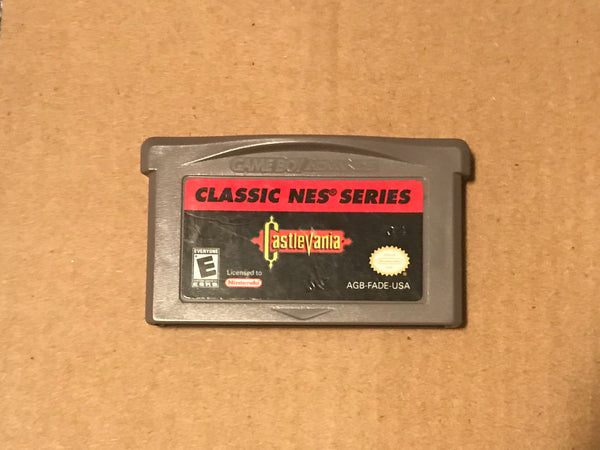 GAME BOY ADVANCE
CLASSIC NES® SERIES
Castlevania
EVERYONE
E
Licensed to
Nintendo
AGB-FADE-USA